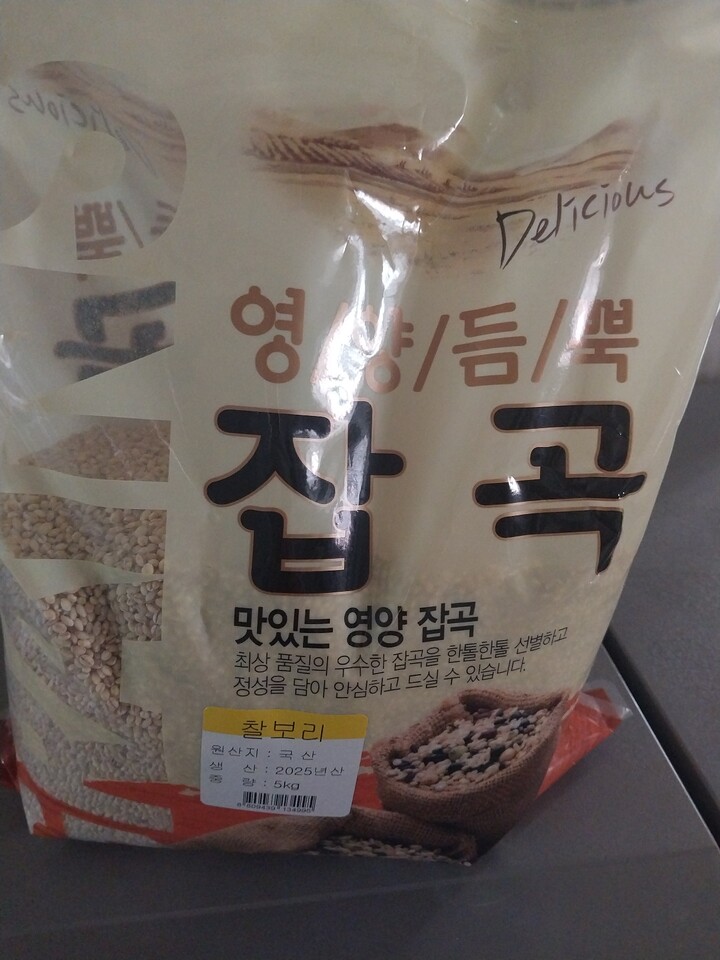 Delicious
영/양/듬/뿍
잡곡
맛있는 영양 잡곡
최상 품질의 우수한 잡곡을 한톨한톨 선별하고
정성을 담아 안심하고 드실 수 있습니다.
찰보리
원산지 : 국 산
생 산 : 2025년산
중 량 : 5kg